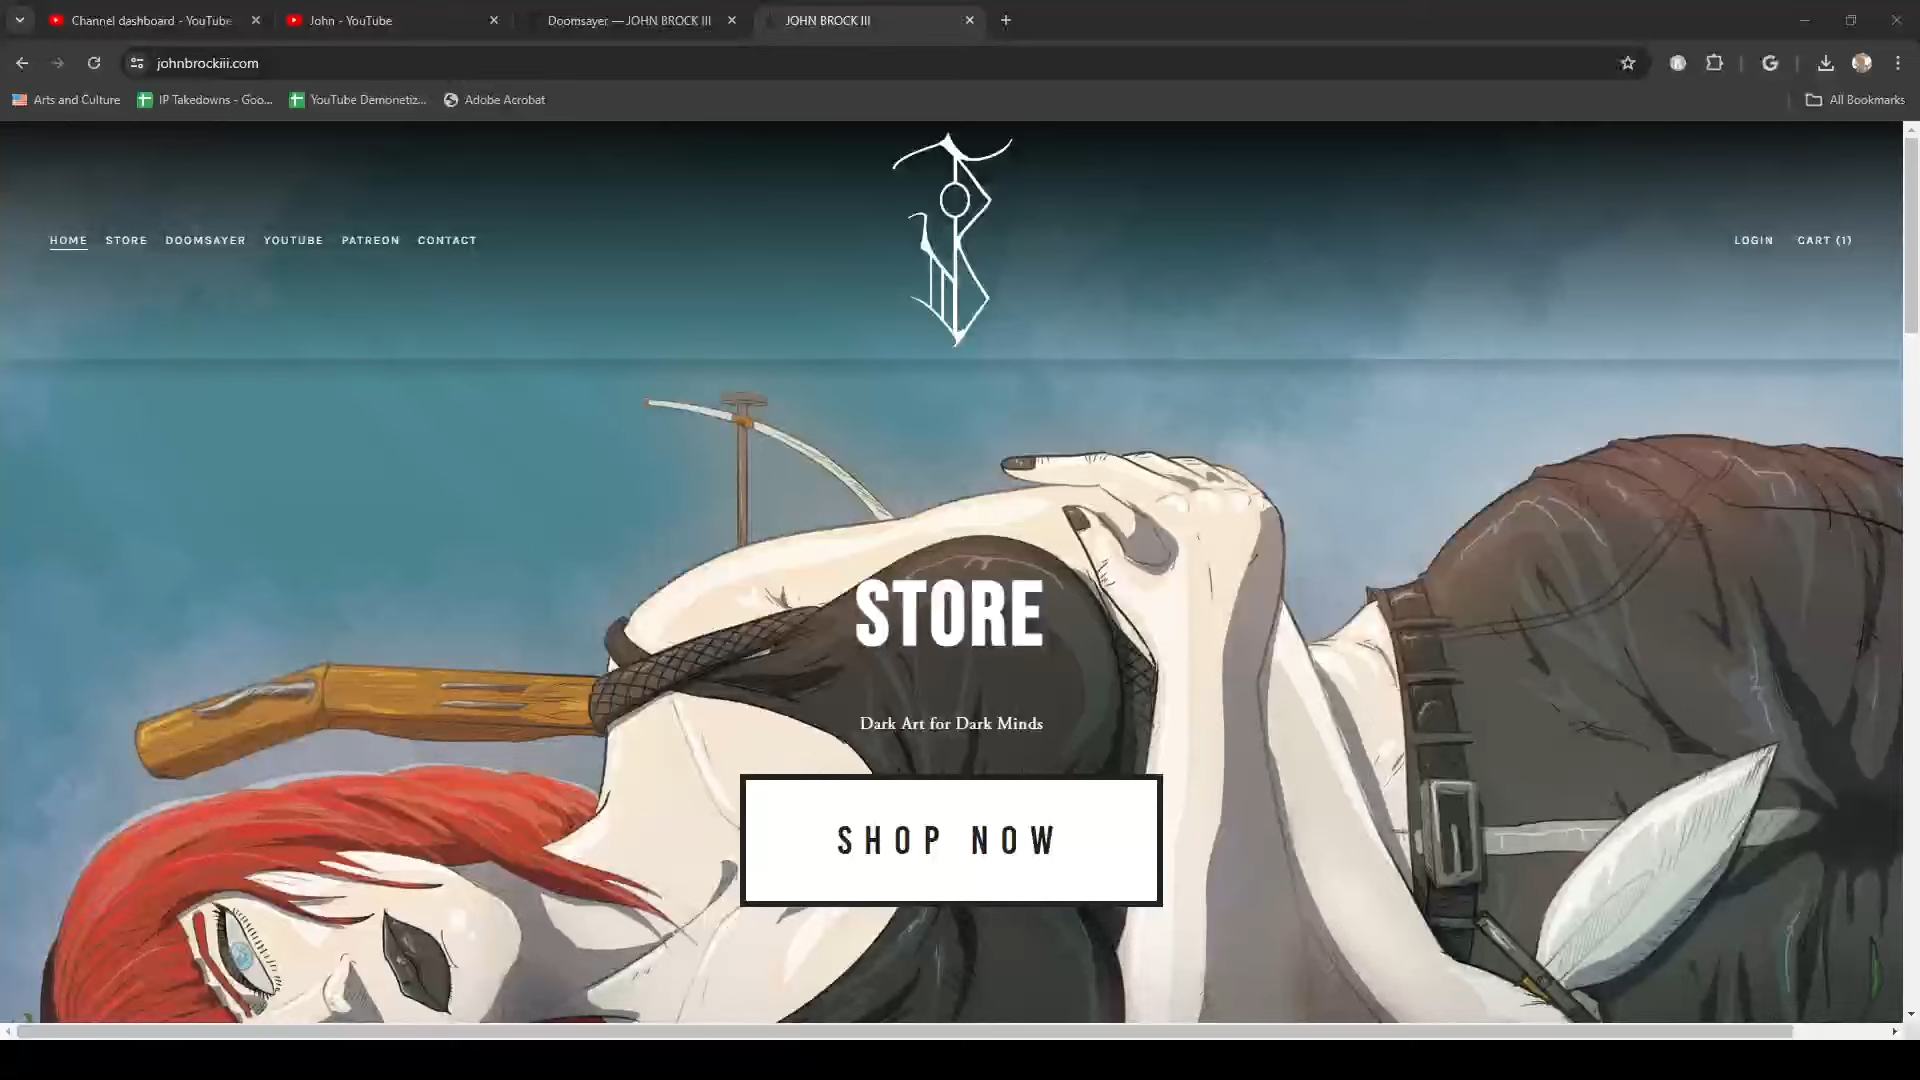 Channel dashboard - YouTube
John - YouTube
Doomsayer — JOHN BROCK III
JOHN BROCK III
johnbrockiii.com
Arts and Culture
IP Takedowns - Goo...
YouTube Demonetiz...
Adobe Acrobat
All Bookmarks
HOME
STORE
DOOMSAYER
YOUTUBE
PATREON
CONTACT
LOGIN
CART (1)
STORE
Dark Art for Dark Minds
SHOP NOW